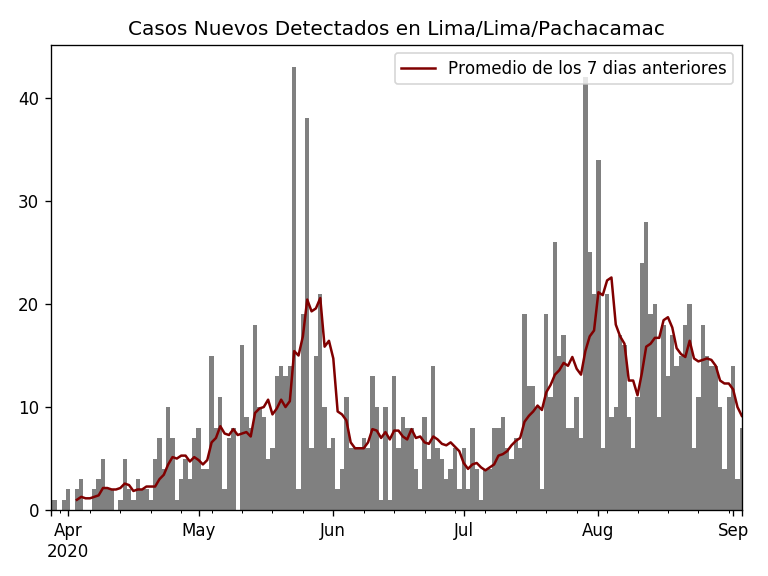 Casos Nuevos Detectados en Lima/Lima/Pachacamac
Promedio de los 7 dias anteriores
40
30
20
10
0
Apr May Jun Jul Aug Sep
2020